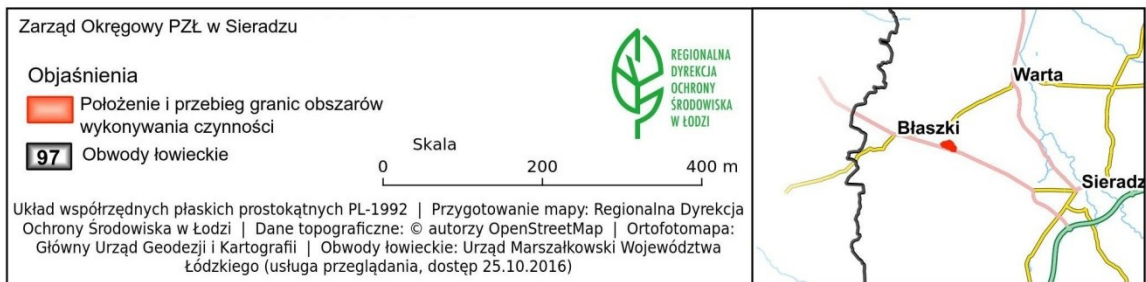 Zarząd Okręgowy PZŁ w Sieradzu
Objaśnienia
Położenie i przebieg granic obszarów
wykonywania czynności
97 Obwody łowieckie
REGIONALNA
DYREKCJA
OCHRONY
ŚRODOWISKA
W ŁODZI
Skala
0 200 400 m
Układ współrzędnych płaskich prostokątnych PL-1992 | Przygotowanie mapy: Regionalna Dyrekcja
Ochrony Środowiska w Łodzi | Dane topograficzne: © autorzy OpenStreetMap | Ortofotomapa:
Główny Urząd Geodezji i Kartografii | Obwody łowieckie: Urząd Marszałkowski Województwa
Łódzkiego (usługa przeglądania, dostęp 25.10.2016)
Warta
Błaszki
Sieradz